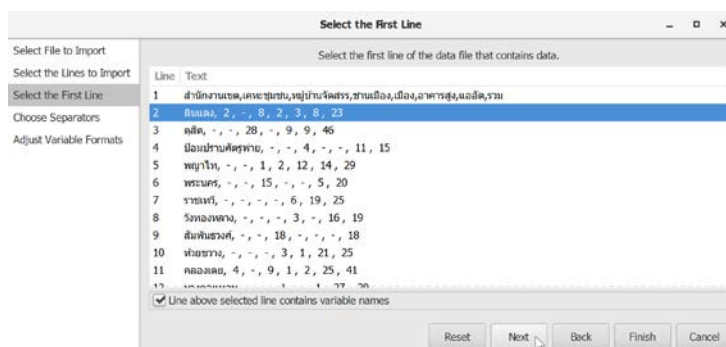 Select the First Line
Select File to Import
Select the Lines to Import
Select the First Line
Choose Separators
Adjust Variable Formats
Select the first line of the data file that contains data.
Line Text
1 สำนักงานเขต,เคหะชุมชน,หมู่บ้านจัดสรร,ชานเมือง,เมือง,อาคารสูง,แออัด,รวม
2 ดินแดง, 2, -, 8, 2, 3, 8, 23
3 ดุสิต, -, -, 28, -, 9, 9, 46
4 ป้อมปราบศัตรูพ่าย, -, -, 4, -, -, 11, 15
5 พญาไท, -, -, 1, 2, 12, 14, 29
6 พระนคร, -, -, 15, -, -, 5, 20
7 ราชเทวี, -, -, -, -, 6, 19, 25
8 วังทองหลาง, -, -, -, 3, -, 16, 19
9 สัมพันธวงศ์, -, -, 18, -, -, -, 18
10 ห้วยขวาง, -, -, -, 3, 1, 21, 25
11 คลองเตย, 4, -, 9, 1, 2, 25, 41
Line above selected line contains variable names
Reset Next Back Finish Cancel